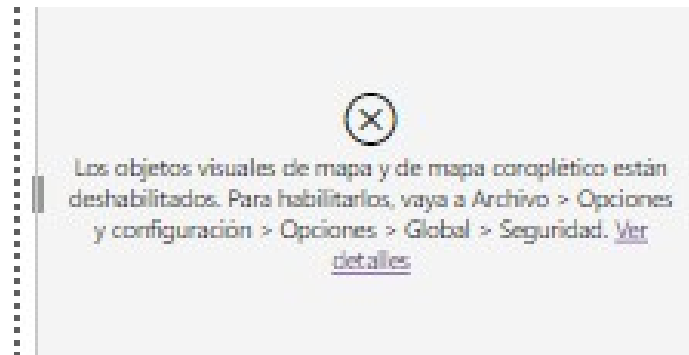 Los objetos visuales de mapa y de mapa coroplético están
deshabilitados. Para habilitarlos, vaya a Archivo > Opciones
y configuración > Opciones > Global > Seguridad. Ver
detalles